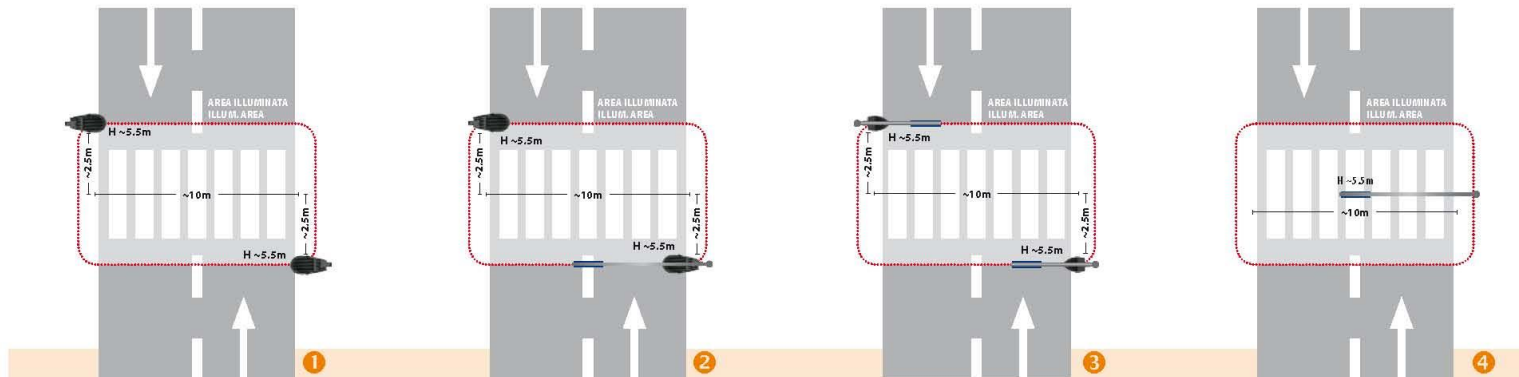 AREA ILLUMINATA
ILLUM. AREA
H ~5.5m
~2.5m
~10m
~2.5m
H ~5.5m
1
AREA ILLUMINATA
ILLUM. AREA
H ~5.5m
~2.5m
~10m
~2.5m
H ~5.5m
2
AREA ILLUMINATA
ILLUM. AREA
H ~5.5m
~2.5m
~10m
~2.5m
H ~5.5m
3
AREA ILLUMINATA
ILLUM. AREA
H ~5.5m
~10m
4